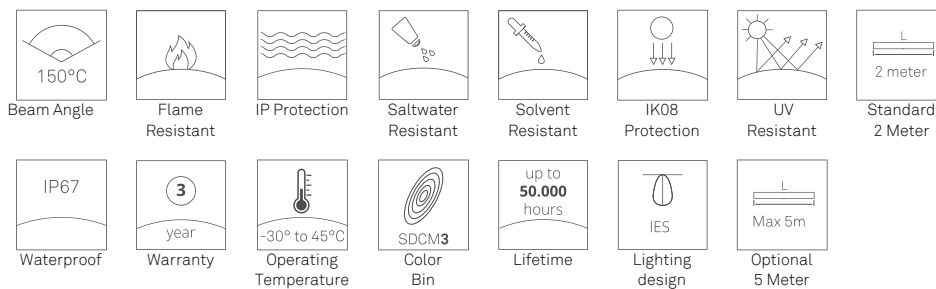 150°C
Beam Angle
Flame
Resistant
IP Protection
Saltwater
Resistant
Solvent
Resistant
IK08
Protection
UV
Resistant
L
2 meter
Standard
2 Meter
IP67
Waterproof
3
year
Warranty
-30° to 45°C
Operating
Temperature
SDCM3
Color
Bin
up to
50.000
hours
Lifetime
IES
Lighting
design
L
Max 5m
Optional
5 Meter